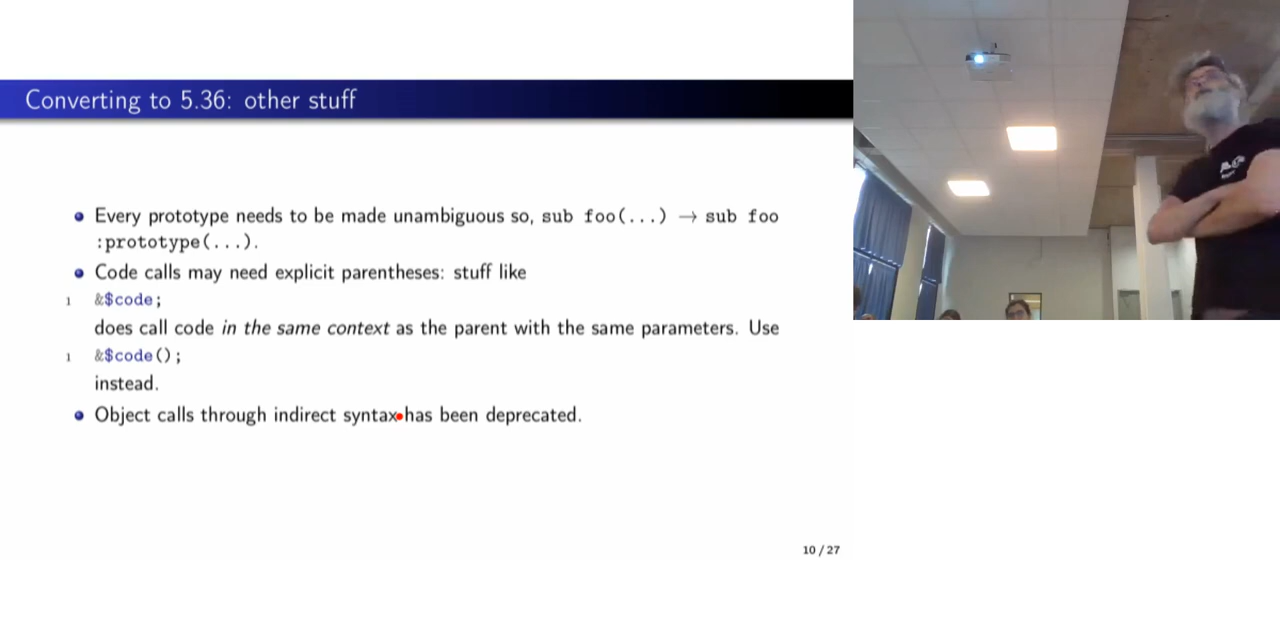 Converting to 5.36: other stuff
Every prototype needs to be made unambiguous so, sub foo(...) → sub foo
:prototype(...).
Code calls may need explicit parentheses: stuff like
1 &$code;
does call code in the same context as the parent with the same parameters. Use
1 &$code();
instead.
Object calls through indirect syntax has been deprecated.
10 / 27